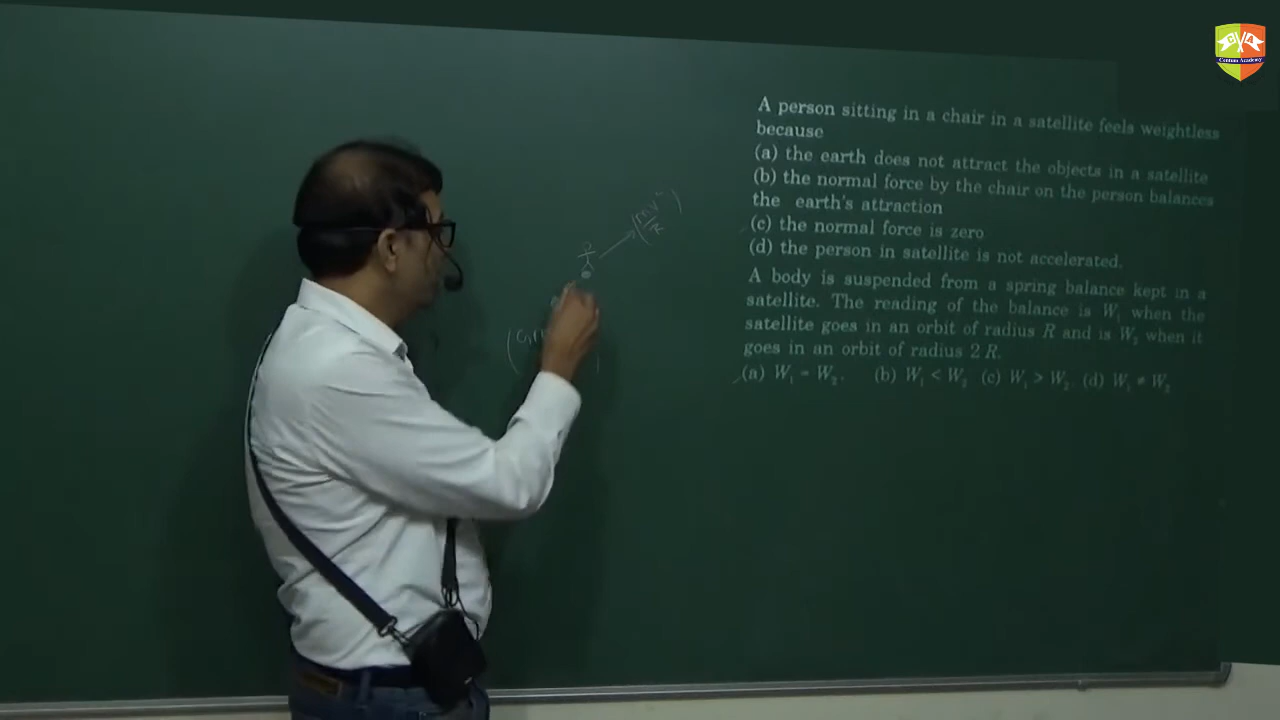 Centum Academy
A person sitting in a chair in a satellite feels weightless
because
(a) the earth does not attract the objects in a satellite
(b) the normal force by the chair on the person balances
the earth's attraction
(c) the normal force is zero
(d) the person in satellite is not accelerated.
A body is suspended from a spring balance kept in a
satellite. The reading of the balance is W₁ when the
satellite goes in an orbit of radius R and is W₂ when it
goes in an orbit of radius 2 R.
(a) W₁ = W₂. (b) W₁ < W₂ (c) W₁ > W₂ (d) W₁ ≠ W₂
(mv²/R)